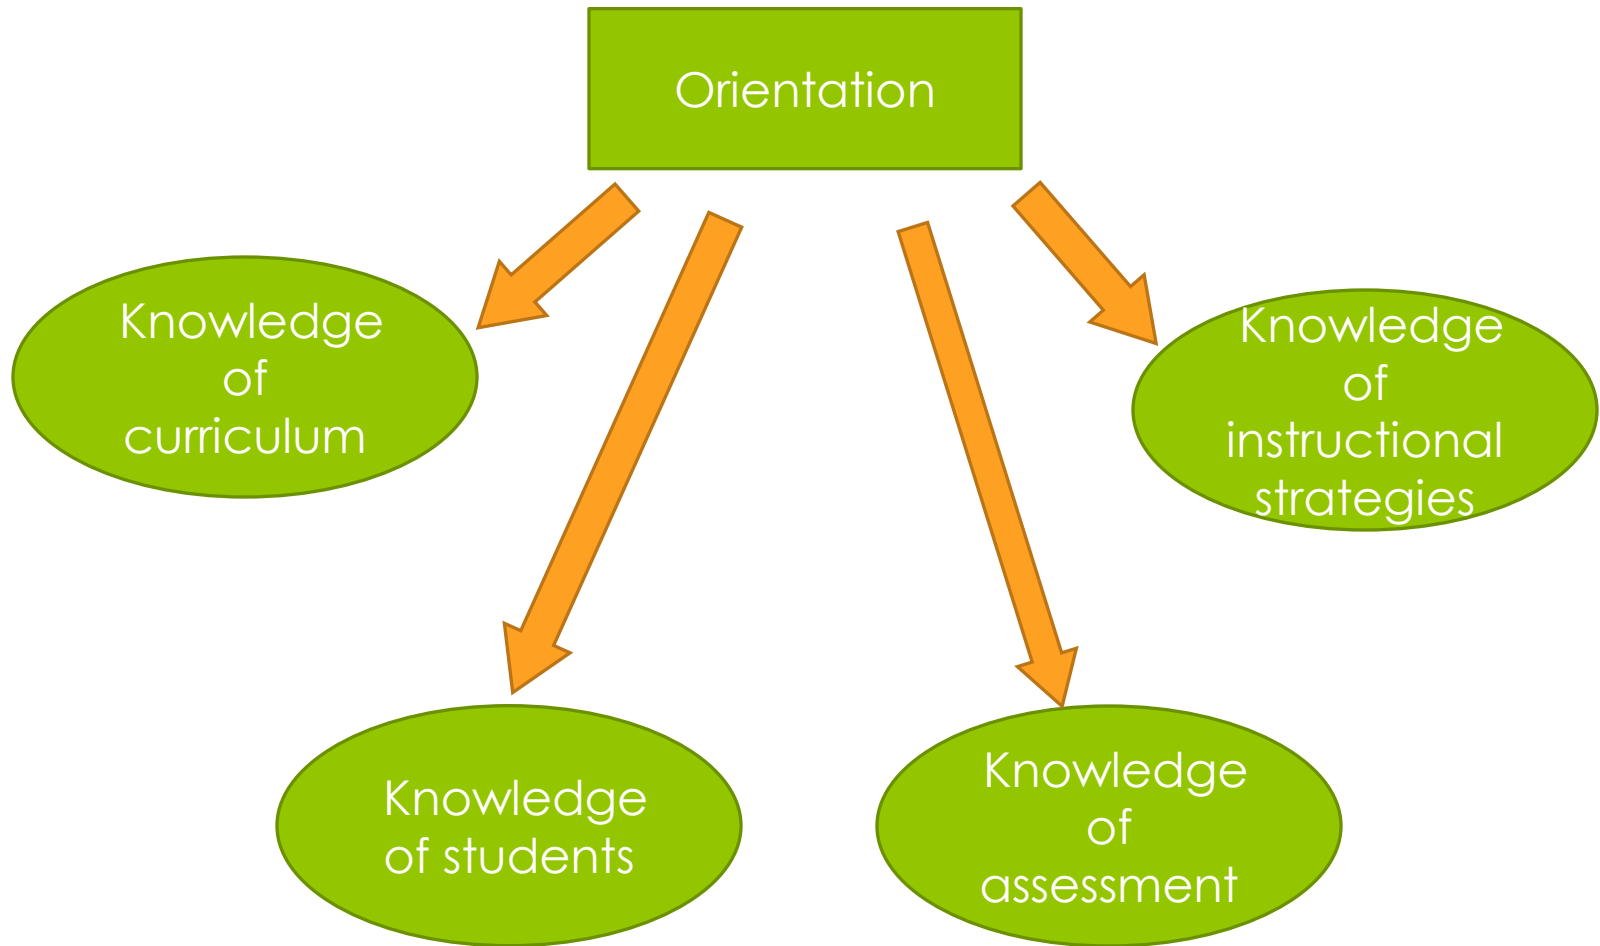 Orientation
Knowledge
of
curriculum
Knowledge
of
instructional
strategies
Knowledge
of students
Knowledge
of
assessment